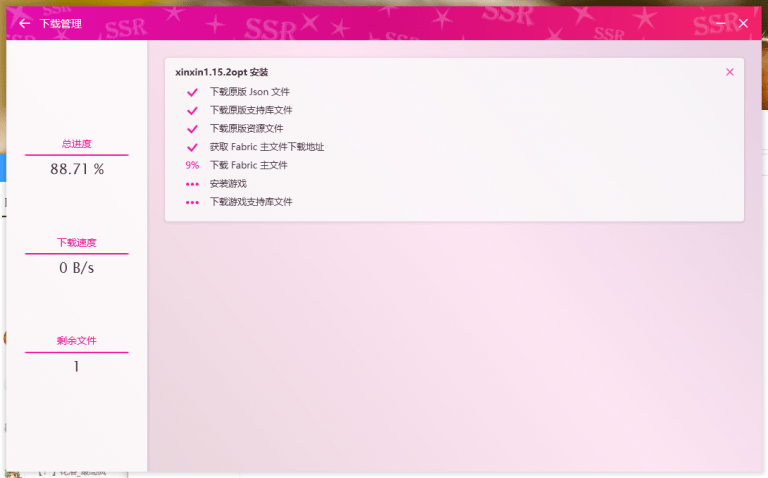 下载管理
SSR
SSR
SSR
SSR
SSR
总进度
88.71 %
下载速度
0 B/s
剩余文件
1
xinxin1.15.2opt 安装
下载原版 Json 文件
下载原版支持库文件
下载原版资源文件
获取 Fabric 主文件下载地址
9% 下载 Fabric 主文件
安装游戏
下载游戏支持库文件